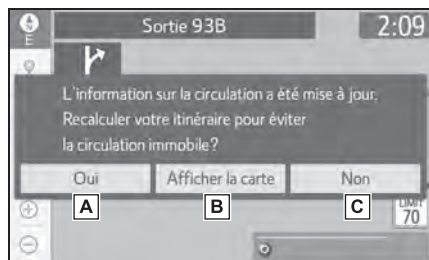 Sortie 93B
2:09
E
L'information sur la circulation a été mise à jour.
Recalculer votre itinéraire pour éviter
la circulation immobile?
Oui
Afficher la carte
Non
A
B
C
LIMIT
70